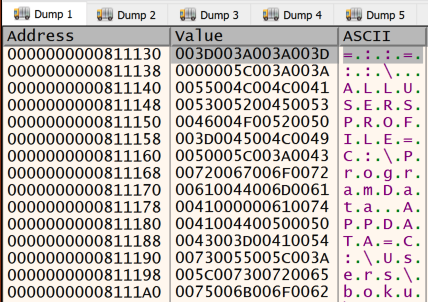 Dump 1 Dump 2 Dump 3 Dump 4 Dump 5
Address Value ASCII
0000000000811130 003D003A003A003D =.:.:.=.
0000000000811138 0000005C003A003A :.:.\...
0000000000811140 0055004C004C0041 A.L.L.U.
0000000000811148 0053005200450053 S.E.R.S.
0000000000811150 0046004F00520050 P.R.O.F.
0000000000811158 003D0045004C0049 I.L.E.=.
0000000000811160 0050005C003A0043 C.:.\.P.
0000000000811168 00720067006F0072 r.o.g.r.
0000000000811170 00610044006D0061 a.m.D.a.
0000000000811178 0041000000610074 t.a...A.
0000000000811180 0041004400500050 P.P.D.A.
0000000000811188 0043003D00410054 T.A.=.C.
0000000000811190 00730055005C003A :.\.U.s.
0000000000811198 005C007300720065 e.r.s.\.
00000000008111A0 0075006B006F0062 b.o.k.u.